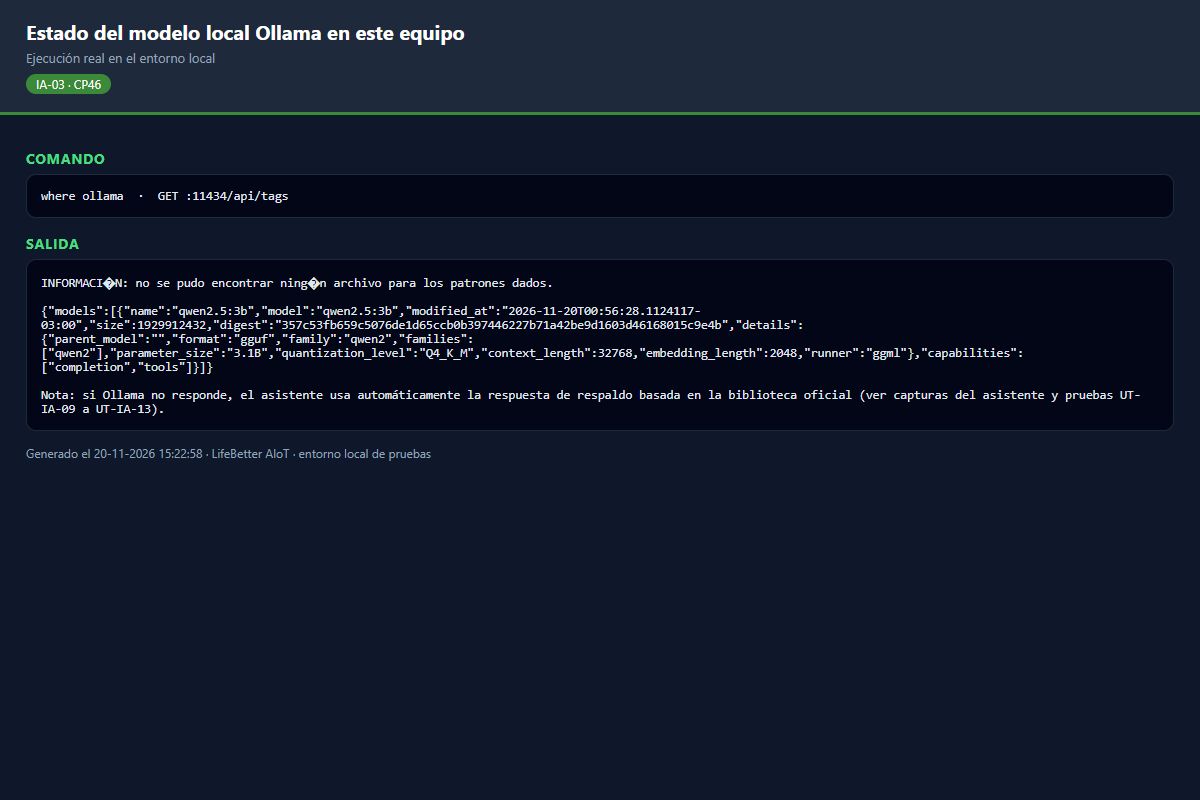 Estado del modelo local Ollama en este equipo
Ejecución real en el entorno local
IA-03 · CP46
COMANDO
where ollama · GET :11434/api/tags
SALIDA
INFORMACI�N: no se pudo encontrar ning�n archivo para los patrones dados.
{"models":[{"name":"qwen2.5:3b","model":"qwen2.5:3b","modified_at":"2026-11-20T00:56:28.1124117-
03:00","size":1929912432,"digest":"357c53fb659c5076de1d65ccb0b397446227b71a42be9d1603d46168015c9e4b","details":
{"parent_model":"","format":"gguf","family":"qwen2","families":
["qwen2"],"parameter_size":"3.1B","quantization_level":"Q4_K_M","context_length":32768,"embedding_length":2048,"runner":"ggml"},"capabilities":
["completion","tools"]}]}
Nota: si Ollama no responde, el asistente usa automáticamente la respuesta de respaldo basada en la biblioteca oficial (ver capturas del asistente y pruebas UT-
IA-09 a UT-IA-13).
Generado el 20-11-2026 15:22:58 · LifeBetter AIoT · entorno local de pruebas